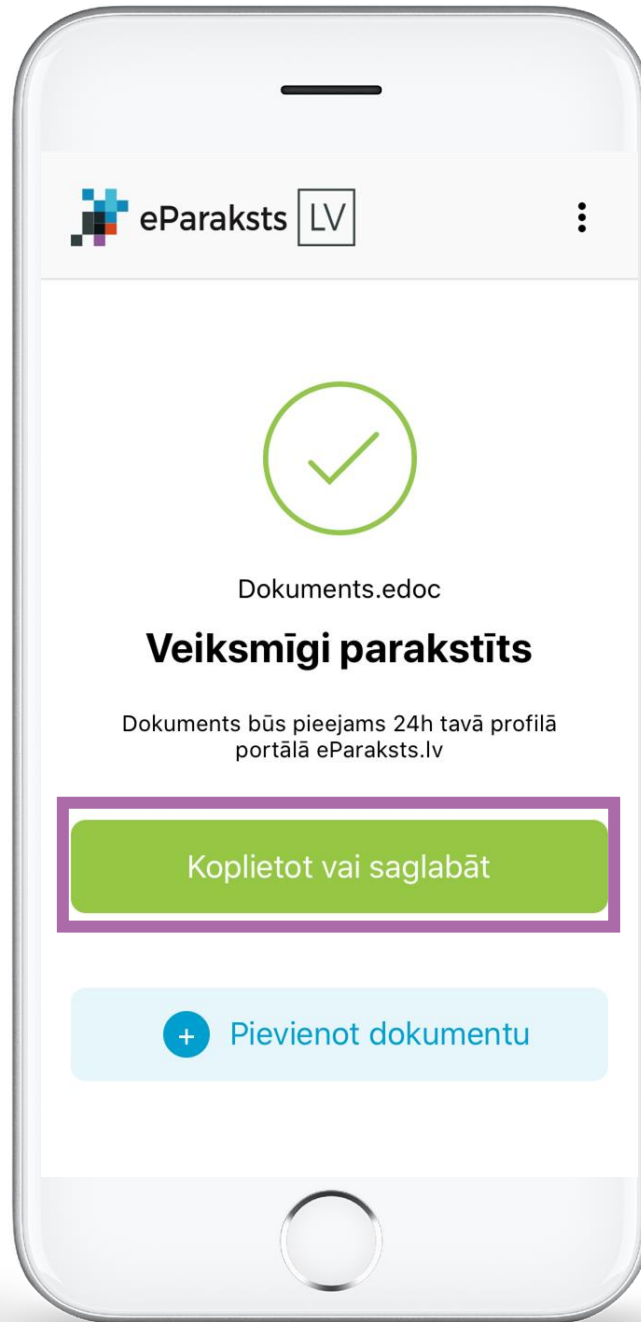 eParaksts LV
Dokuments.edoc
Veiksmīgi parakstīts
Dokuments būs pieejams 24h tavā profilā
portālā eParaksts.lv
Koplietot vai saglabāt
+ Pievienot dokumentu